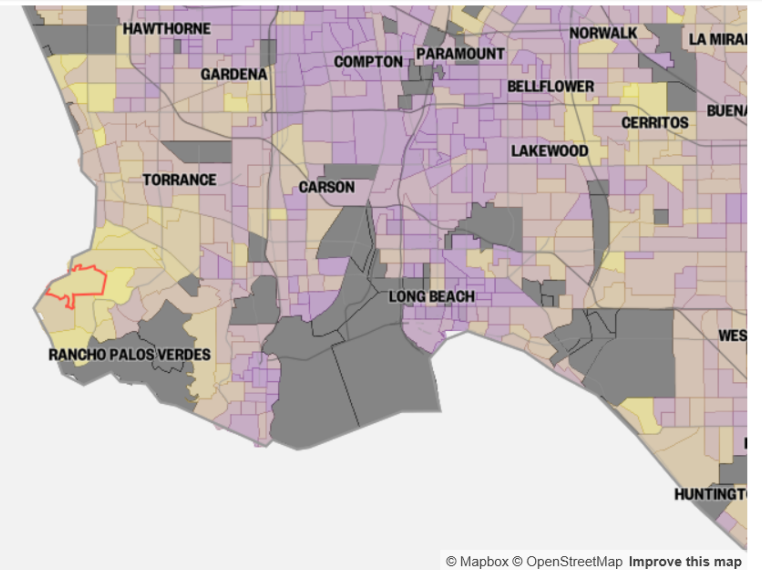 HAWTHORNE
NORWALK
LA MIRA
PARAMOUNT
COMPTON
GARDENA
BELLFLOWER
BUENA
CERRITOS
LAKEWOOD
TORRANCE
CARSON
LONG BEACH
WES
RANCHO PALOS VERDES
HUNTINGT
© Mapbox © OpenStreetMap Improve this map